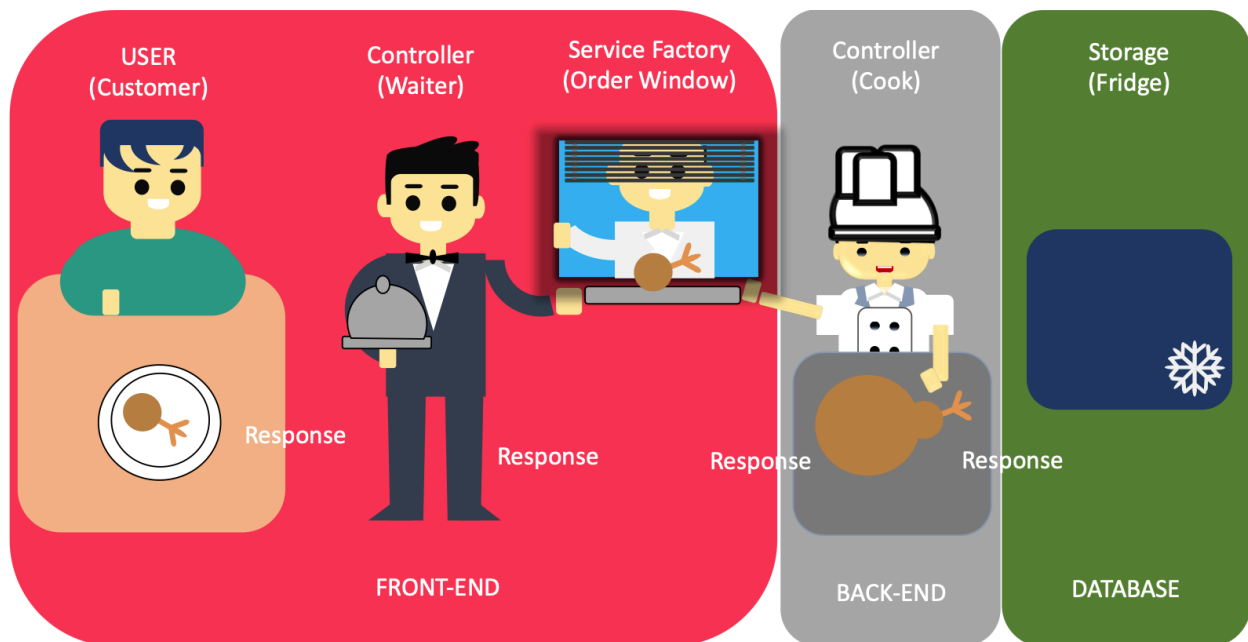 USER
(Customer)
Controller
(Waiter)
Service Factory
(Order Window)
Controller
(Cook)
Storage
(Fridge)
Response
Response
Response
Response
FRONT-END
BACK-END
DATABASE